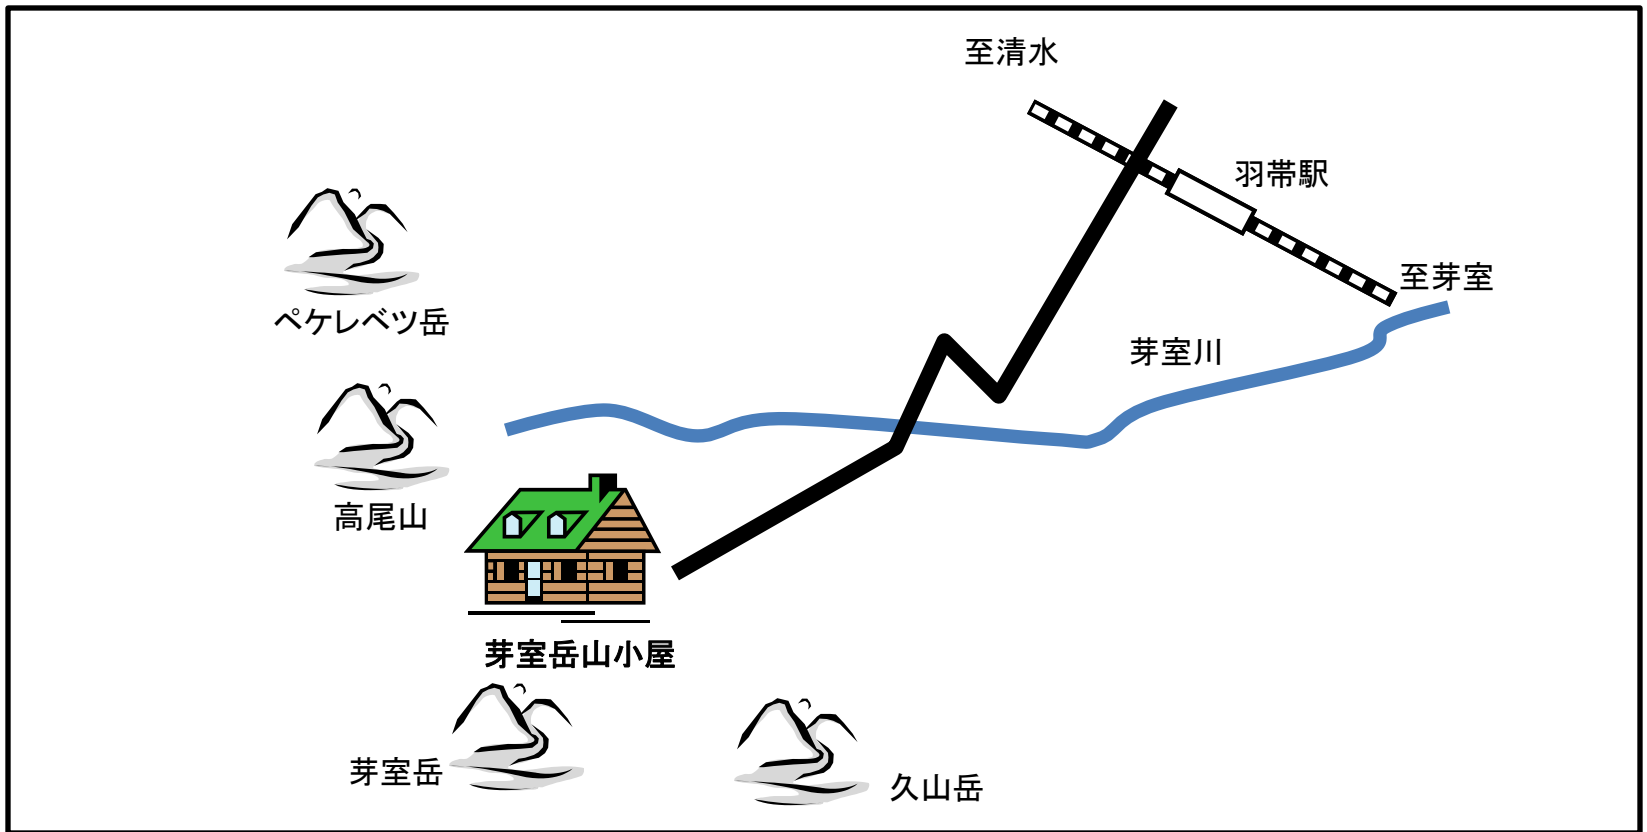 至清水
羽帯駅
至芽室
ペケレベツ岳
芽室川
高尾山
芽室岳山小屋
芽室岳
久山岳